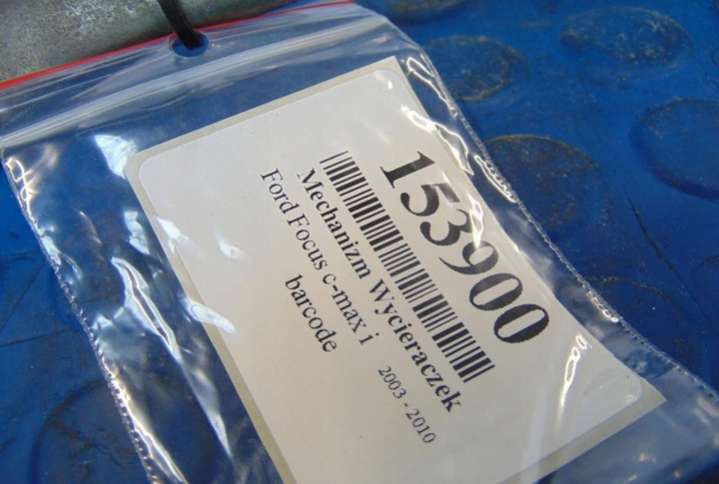 153900
Mechanizm Wycieraczek
Ford Focus c-max i 2003 - 2010
barcode